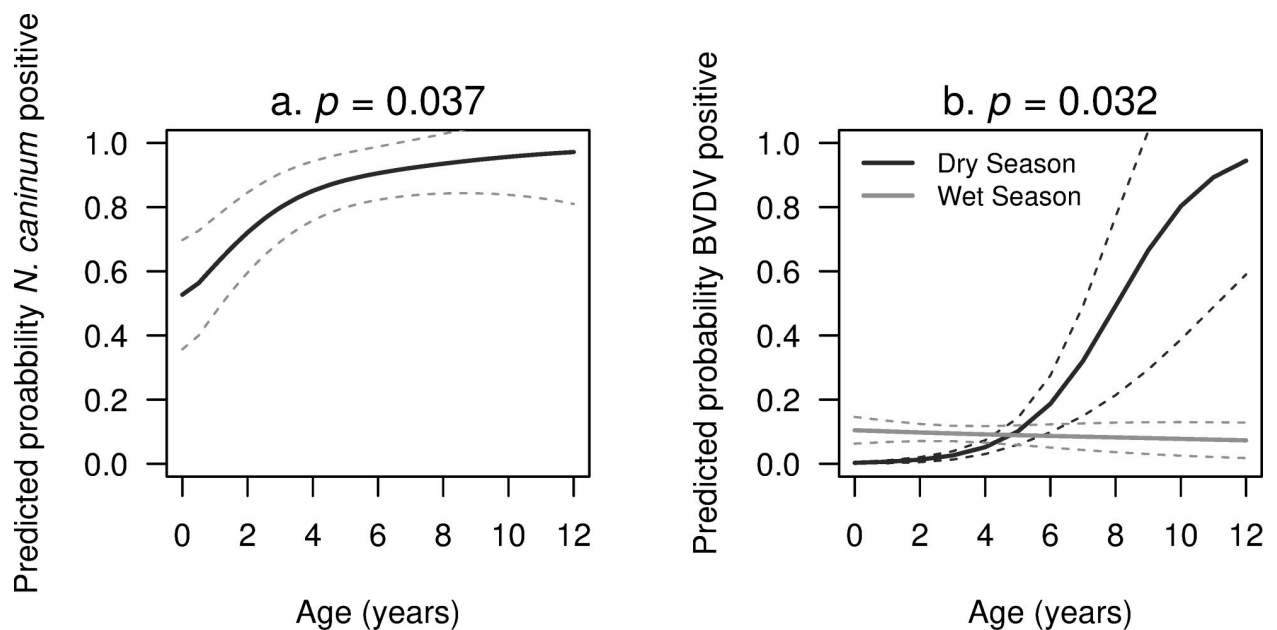 Predicted proabbility N. caninum positive
a. p = 0.037
1.0
0.8
0.6
0.4
0.2
0.0
0 2 4 6 8 10 12
Age (years)
Predicted probability BVDV positive
b. p = 0.032
Dry Season
Wet Season
1.0
0.8
0.6
0.4
0.2
0.0
0 2 4 6 8 10 12
Age (years)